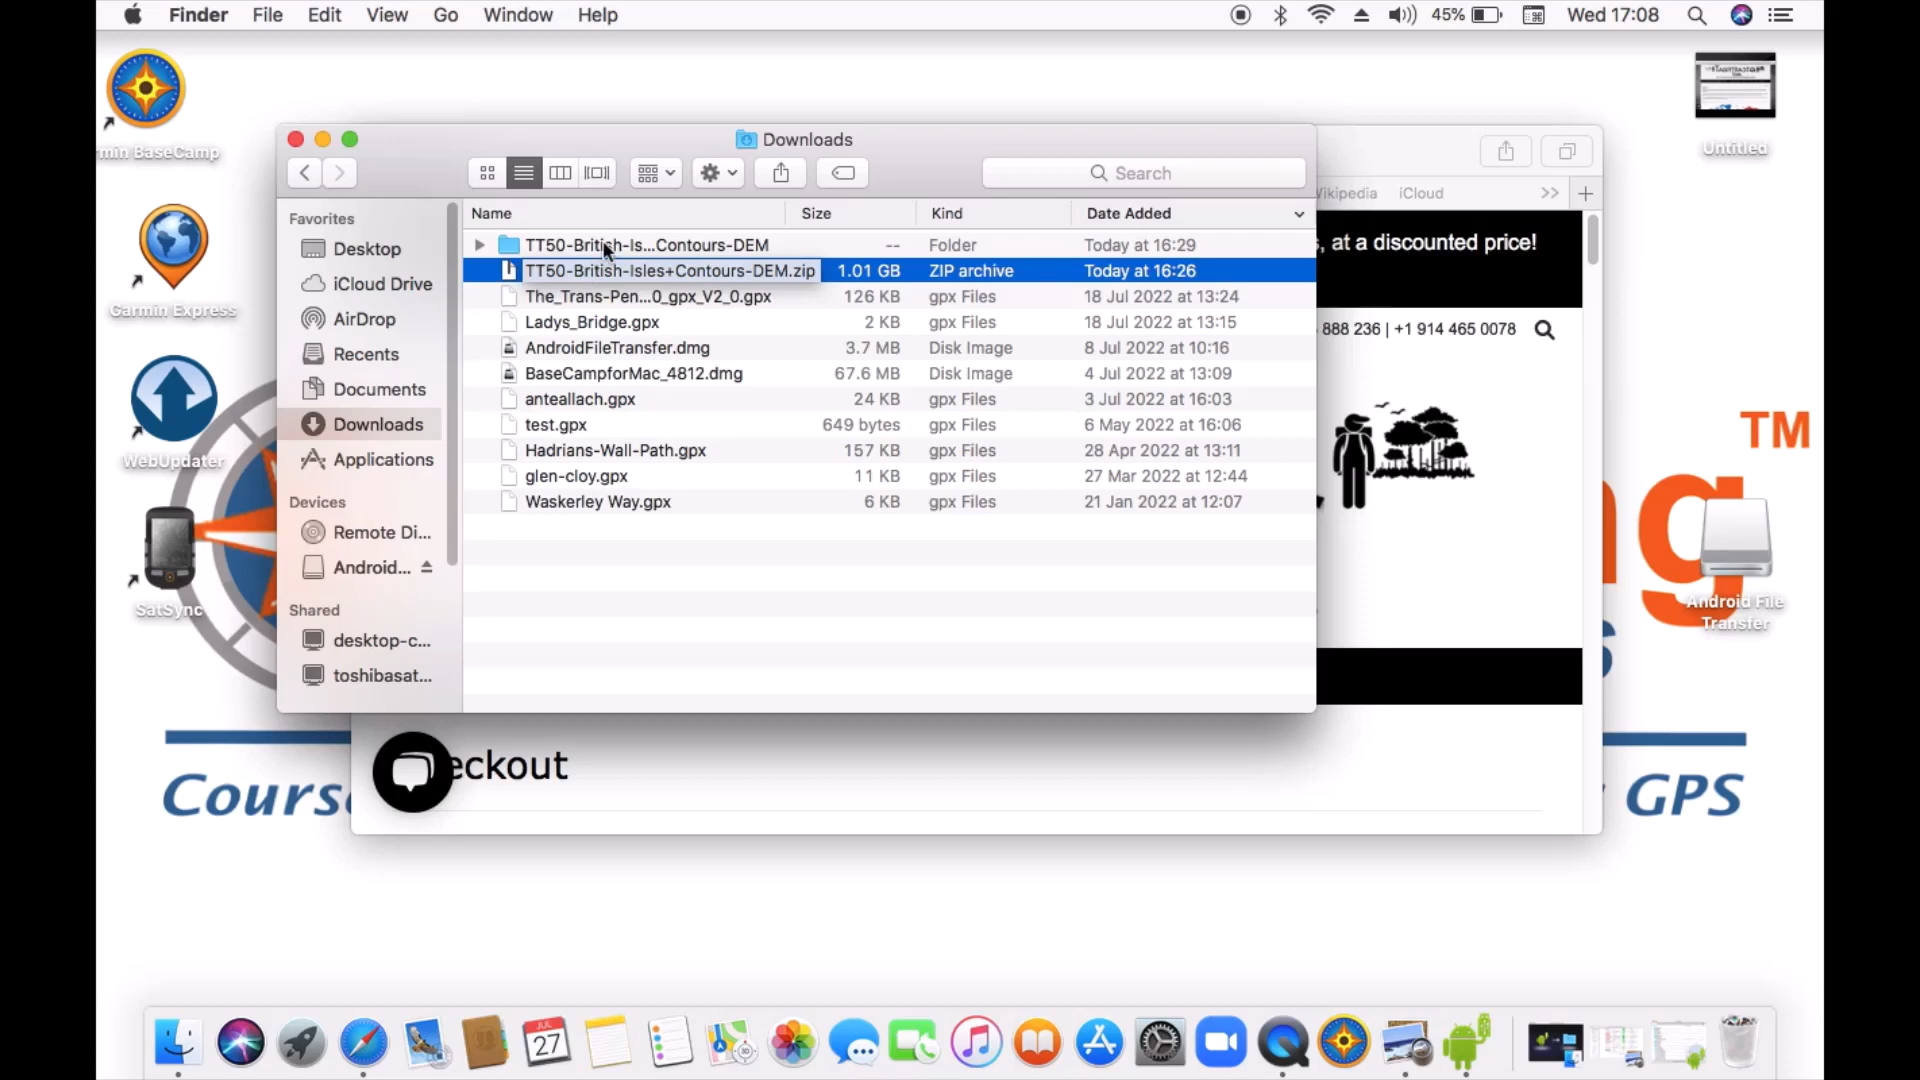 Finder File Edit View Go Window Help
45% Wed 17:08
Garmin Express
WebUpdater
SatSync
Untitled
Android File
Transfer
TM
g
Course
GPS
Downloads
Search
Favorites
Desktop
iCloud Drive
AirDrop
Recents
Documents
Downloads
Applications
Devices
Remote Di...
Android...
Shared
desktop-c...
toshibasat...
Name Size Kind Date Added
TT50-British-Is...Contours-DEM -- Folder Today at 16:29
TT50-British-Isles+Contours-DEM.zip 1.01 GB ZIP archive Today at 16:26
The_Trans-Pen...0_gpx_V2_0.gpx 126 KB gpx Files 18 Jul 2022 at 13:24
Ladys_Bridge.gpx 2 KB gpx Files 18 Jul 2022 at 13:15
AndroidFileTransfer.dmg 3.7 MB Disk Image 8 Jul 2022 at 10:16
BaseCampforMac_4812.dmg 67.6 MB Disk Image 4 Jul 2022 at 13:09
anteallach.gpx 24 KB gpx Files 3 Jul 2022 at 16:03
test.gpx 649 bytes gpx Files 6 May 2022 at 16:06
Hadrians-Wall-Path.gpx 157 KB gpx Files 28 Apr 2022 at 13:11
glen-cloy.gpx 11 KB gpx Files 27 Mar 2022 at 12:44
Waskerley Way.gpx 6 KB gpx Files 21 Jan 2022 at 12:07
Wikipedia iCloud
, at a discounted price!
888 236 | +1 914 465 0078
eckout
min BaseCamp
JUL
27